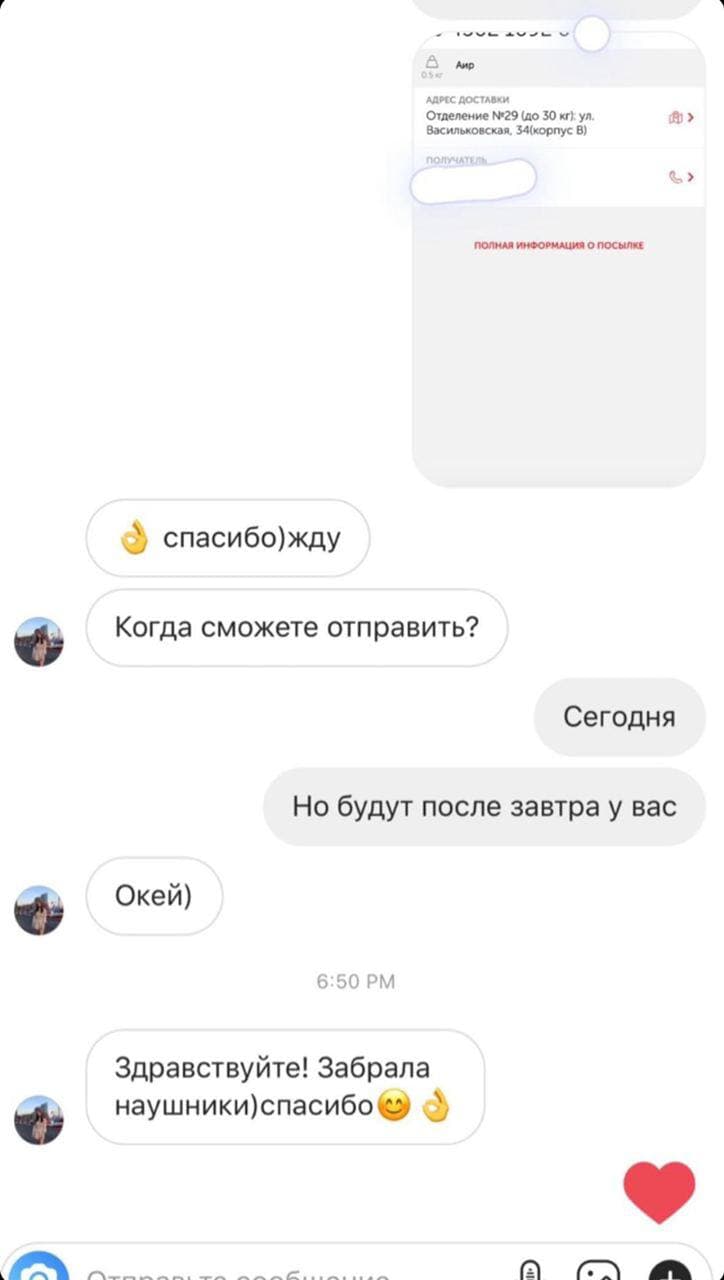 Аир
0.5 кг
АДРЕС ДОСТАВКИ
Отделение №29 (до 30 кг): ул.
Васильковская, 34(корпус В)
ПОЛУЧАТЕЛЬ
ПОЛНАЯ ИНФОРМАЦИЯ О ПОСЫЛКЕ
👌 спасибо)жду
Когда сможете отправить?
Сегодня
Но будут после завтра у вас
Окей)
6:50 PM
Здравствуйте! Забрала
наушники)спасибо😊👌
Отправьте сообщение